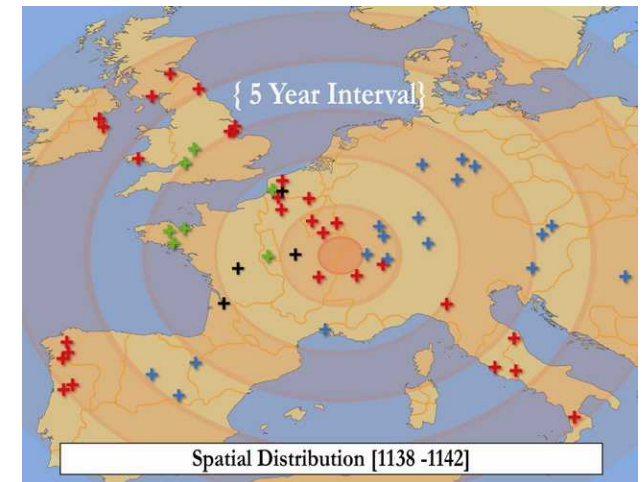 { 5 Year Interval}
Spatial Distribution [1138 -1142]